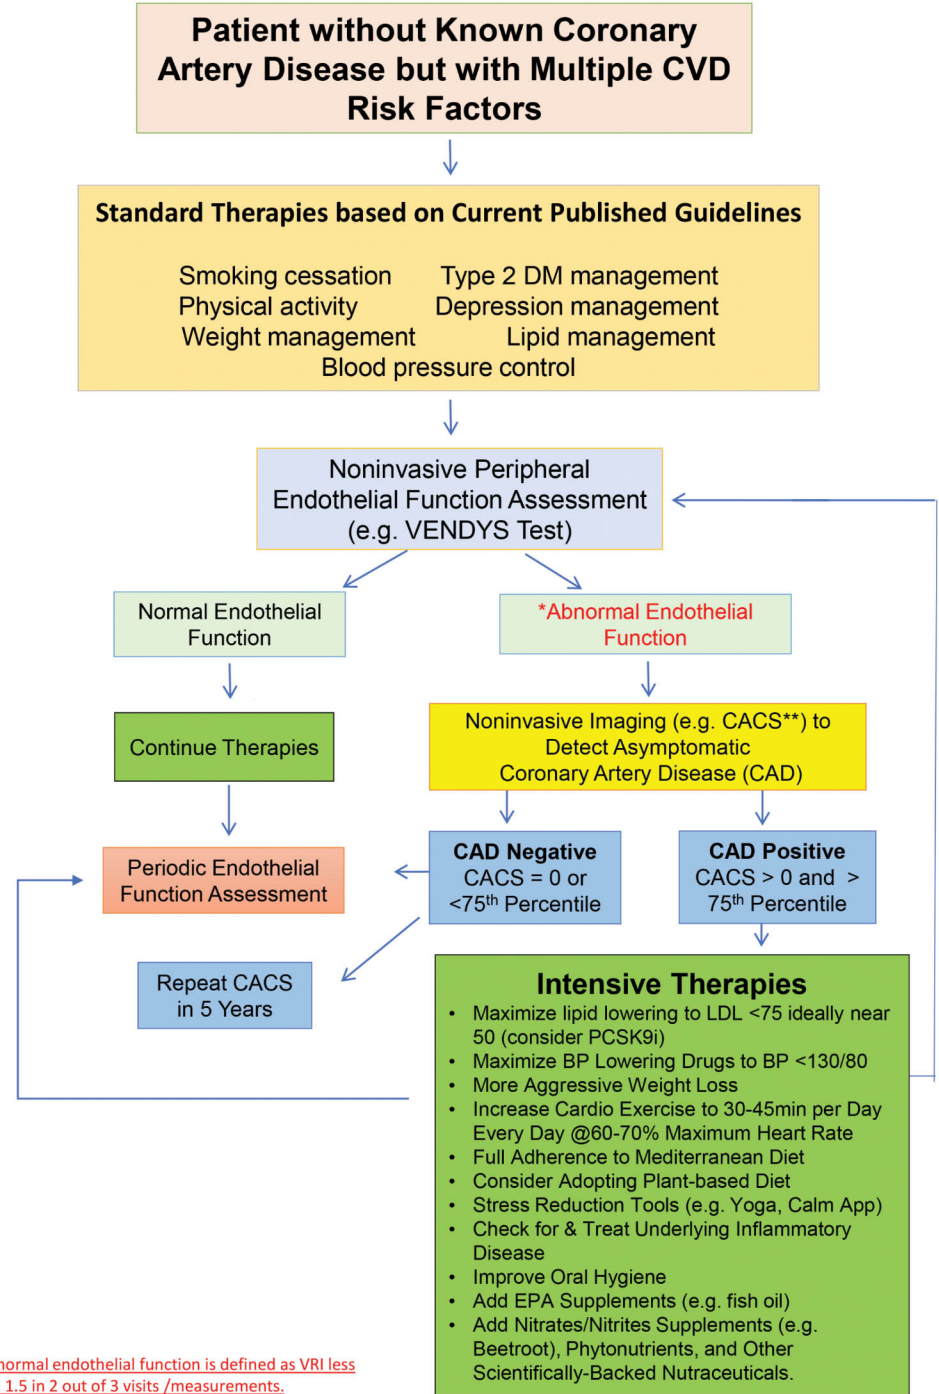 Patient without Known Coronary
Artery Disease but with Multiple CVD
Risk Factors
Standard Therapies based on Current Published Guidelines
Smoking cessation Type 2 DM management
Physical activity Depression management
Weight management Lipid management
Blood pressure control
Noninvasive Peripheral
Endothelial Function Assessment
(e.g. VENDYS Test)
Normal Endothelial
Function
*Abnormal Endothelial
Function
Continue Therapies
Noninvasive Imaging (e.g. CACS**) to
Detect Asymptomatic
Coronary Artery Disease (CAD)
Periodic Endothelial
Function Assessment
CAD Negative
CACS = 0 or
<75th Percentile
CAD Positive
CACS > 0 and >
75th Percentile
Repeat CACS
in 5 Years
Intensive Therapies
• Maximize lipid lowering to LDL <75 ideally near
50 (consider PCSK9i)
• Maximize BP Lowering Drugs to BP <130/80
• More Aggressive Weight Loss
• Increase Cardio Exercise to 30-45min per Day
Every Day @60-70% Maximum Heart Rate
• Full Adherence to Mediterranean Diet
• Consider Adopting Plant-based Diet
• Stress Reduction Tools (e.g. Yoga, Calm App)
• Check for & Treat Underlying Inflammatory
Disease
• Improve Oral Hygiene
• Add EPA Supplements (e.g. fish oil)
• Add Nitrates/Nitrites Supplements (e.g.
Beetroot), Phytonutrients, and Other
Scientifically-Backed Nutraceuticals.
normal endothelial function is defined as VRI less
1.5 in 2 out of 3 visits /measurements.